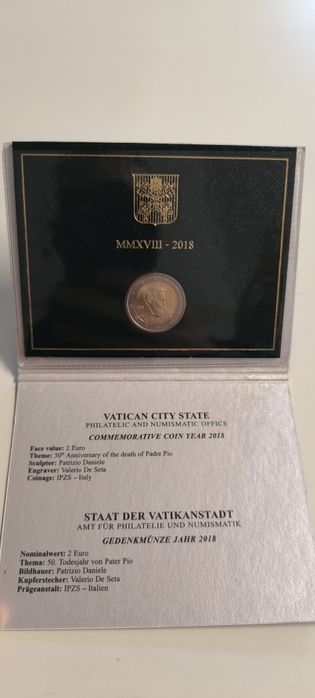 MMXVIII - 2018
VATICAN CITY STATE
PHILATELIC AND NUMISMATIC OFFICE
COMMEMORATIVE COIN YEAR 2018
Face value: 2 Euro
Theme: 50th Anniversary of the death of Padre Pio
Sculptor: Patrizio Daniele
Engraver: Valerio De Seta
Coinage: IPZS – Italy
STAAT DER VATIKANSTADT
AMT FÜR PHILATELIE UND NUMISMATIK
GEDENKMÜNZE JAHR 2018
Nominalwert: 2 Euro
Thema: 50. Todesjahr von Pater Pio
Bildhauer: Patrizio Daniele
Kupferstecher: Valerio De Seta
Prägeanstalt: IPZS – Italien